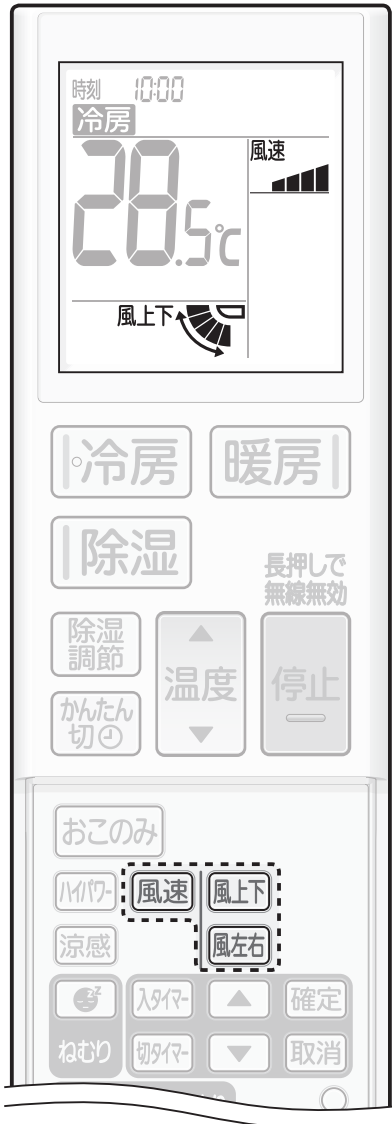 時刻 10:00
冷房
28.5℃
風速
風上下
冷房 暖房
除湿
長押しで
無線無効
除湿
調節
温度
停止
かんたん
切
おこのみ
ハイパワー 風速 風上下
涼感 風左右
入タイマー 確定
ねむり 切タイマー 取消